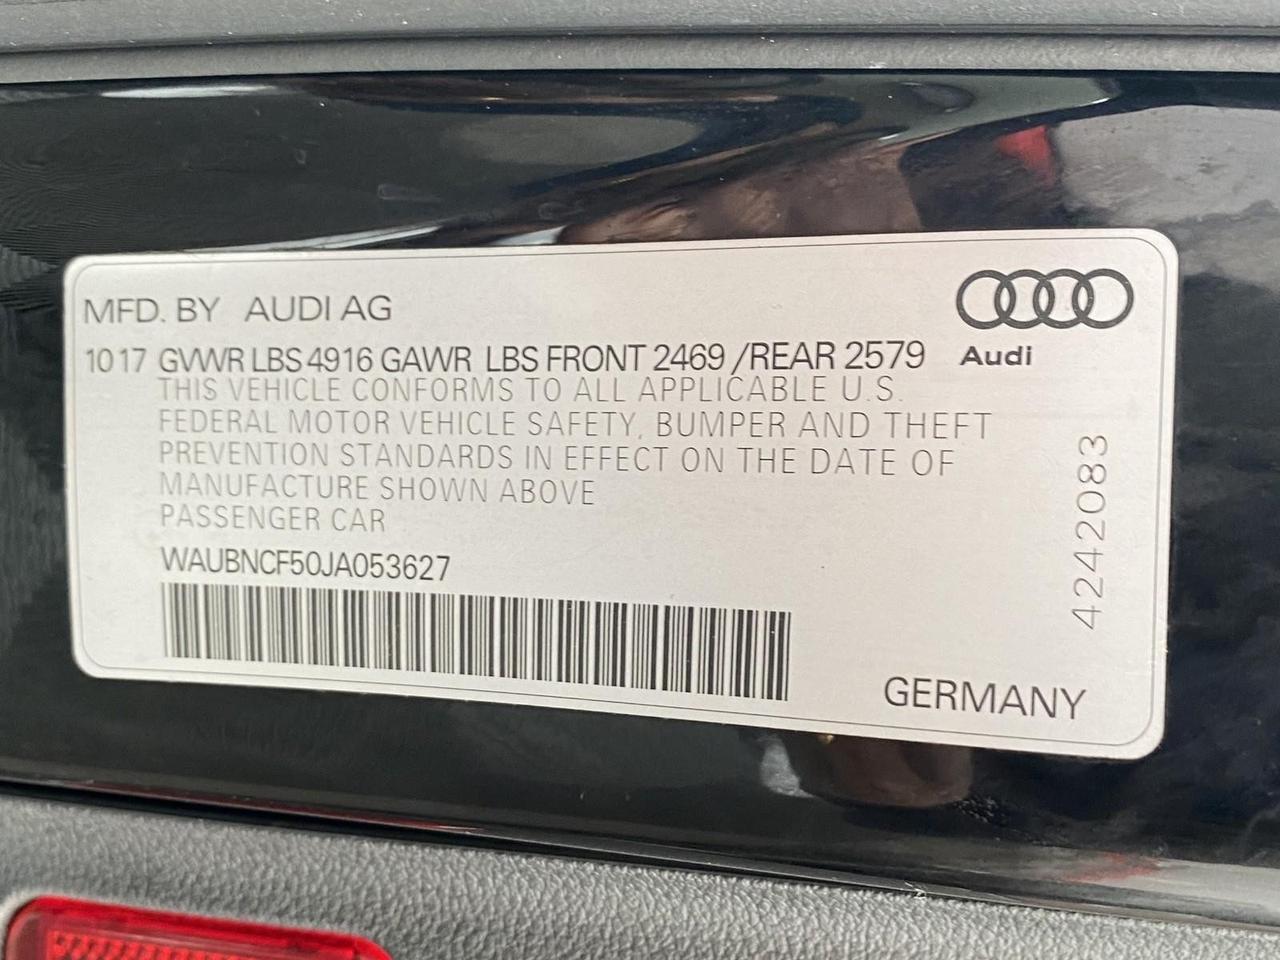 MFD. BY AUDI AG
Audi
10 17 GVWR LBS 4916 GAWR LBS FRONT 2469 /REAR 2579
THIS VEHICLE CONFORMS TO ALL APPLICABLE U.S.
FEDERAL MOTOR VEHICLE SAFETY, BUMPER AND THEFT
PREVENTION STANDARDS IN EFFECT ON THE DATE OF
MANUFACTURE SHOWN ABOVE
PASSENGER CAR
WAUBNCF50JA053627
4242083
GERMANY